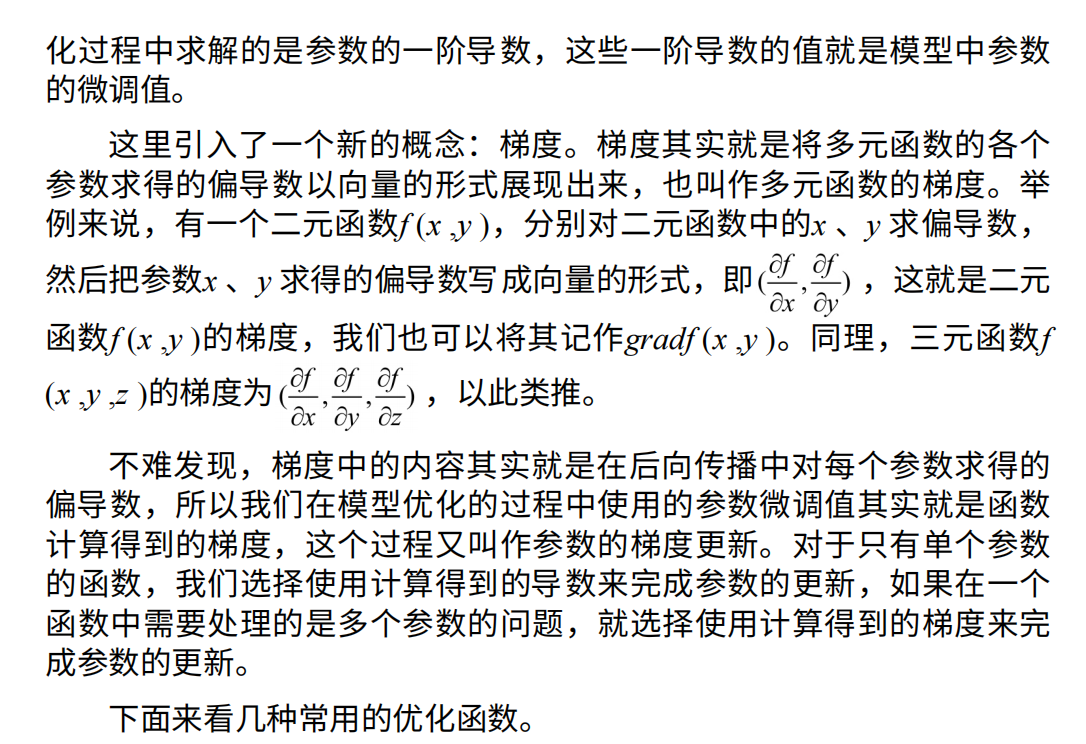 化过程中求解的是参数的一阶导数，这些一阶导数的值就是模型中参数
的微调值。
这里引入了一个新的概念：梯度。梯度其实就是将多元函数的各个
参数求得的偏导数以向量的形式展现出来，也叫作多元函数的梯度。举
例来说，有一个二元函数f (x ,y )，分别对二元函数中的x 、y 求偏导数，
然后把参数x 、y 求得的偏导数写成向量的形式，即(∂f/∂x,∂f/∂y)，这就是二元
函数f (x ,y )的梯度，我们也可以将其记作gradf (x ,y )。同理，三元函数f
(x ,y ,z )的梯度为(∂f/∂x,∂f/∂y,∂f/∂z)，以此类推。
不难发现，梯度中的内容其实就是在后向传播中对每个参数求得的
偏导数，所以我们在模型优化的过程中使用的参数微调值其实就是函数
计算得到的梯度，这个过程又叫作参数的梯度更新。对于只有单个参数
的函数，我们选择使用计算得到的导数来完成参数的更新，如果在一个
函数中需要处理的是多个参数的问题，就选择使用计算得到的梯度来完
成参数的更新。
下面来看几种常用的优化函数。